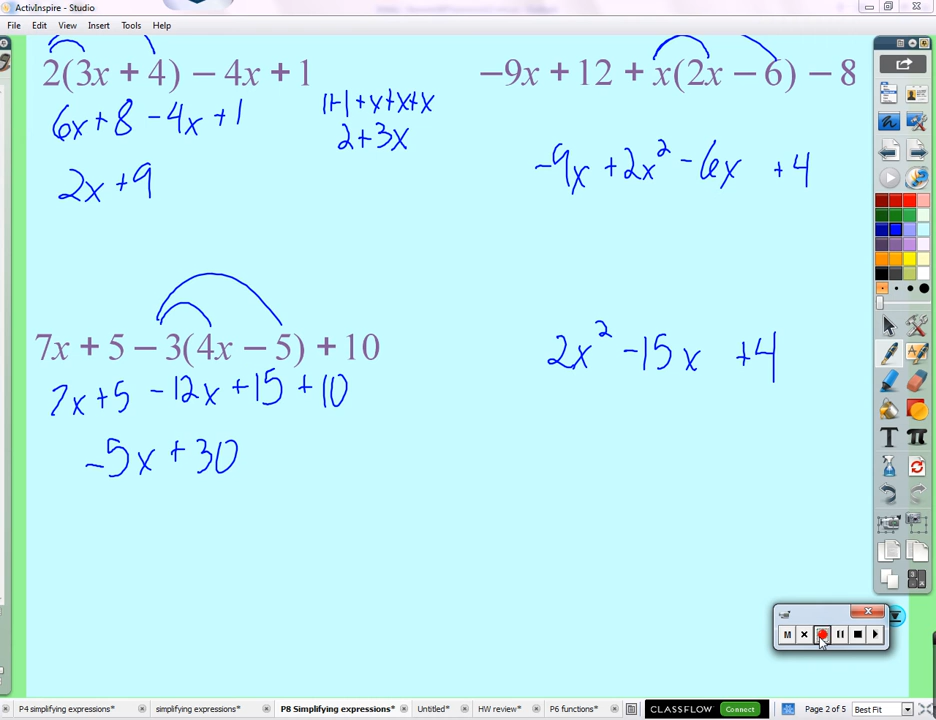 ActivInspire - Studio
File Edit View Insert Tools Help
2(3x + 4) − 4x + 1
6x+8 -4x +1
2x +9
1+1+x+x+x
2+3x
−9x + 12 + x(2x − 6) − 8
-9x +2x² -6x +4
2x² -15x +4
7x + 5 − 3(4x − 5) + 10
7x +5 -12x +15 +10
-5x +30
M
P4 simplifying expressions* simplifying expressions* P8 Simplifying expressions* Untitled* HW review* P6 functions* CLASSFLOW Connect Page 2 of 5 Best Fit